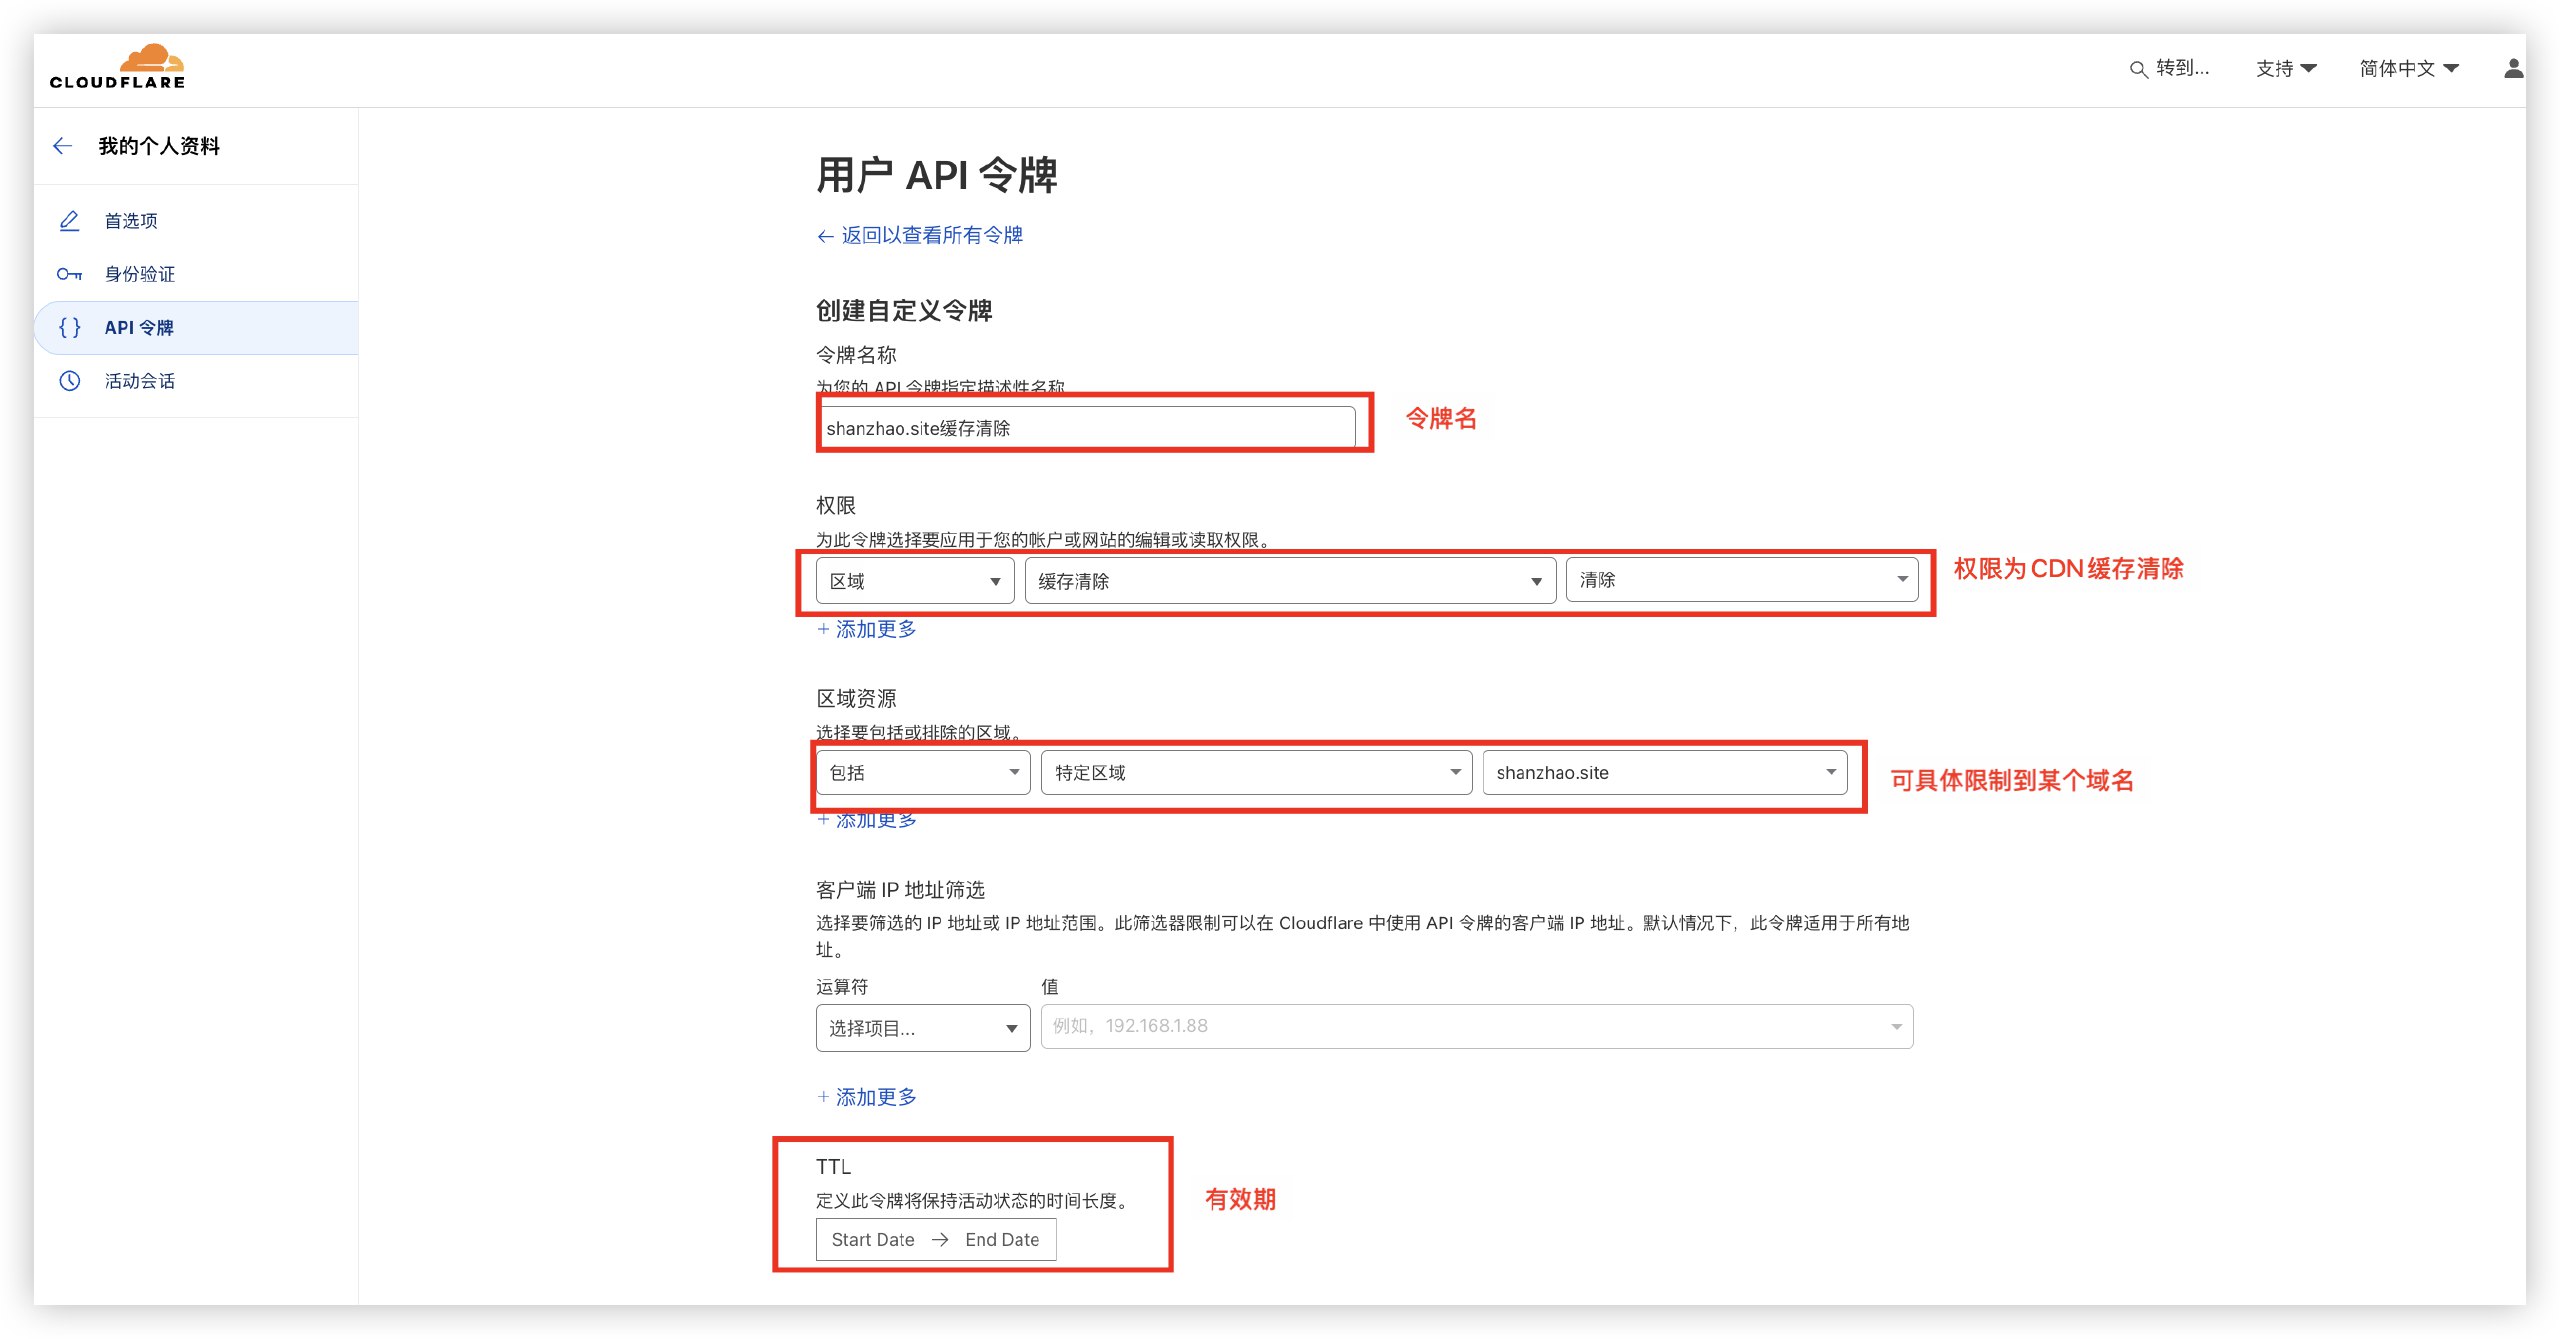 CLOUDFLARE
转到...
支持
简体中文
我的个人资料
首选项
身份验证
{ } API 令牌
活动会话
用户 API 令牌
← 返回以查看所有令牌
创建自定义令牌
令牌名称
为您的 API 令牌指定描述性名称
shanzhao.site缓存清除
令牌名
权限
为此令牌选择要应用于您的帐户或网站的编辑或读取权限。
区域 缓存清除 清除
权限为 CDN 缓存清除
+ 添加更多
区域资源
选择要包括或排除的区域。
包括 特定区域 shanzhao.site
可具体限制到某个域名
+ 添加更多
客户端 IP 地址筛选
选择要筛选的 IP 地址或 IP 地址范围。此筛选器限制可以在 Cloudflare 中使用 API 令牌的客户端 IP 地址。默认情况下，此令牌适用于所有地
址。
运算符 值
选择项目... 例如，192.168.1.88
+ 添加更多
TTL
定义此令牌将保持活动状态的时间长度。
有效期
Start Date → End Date